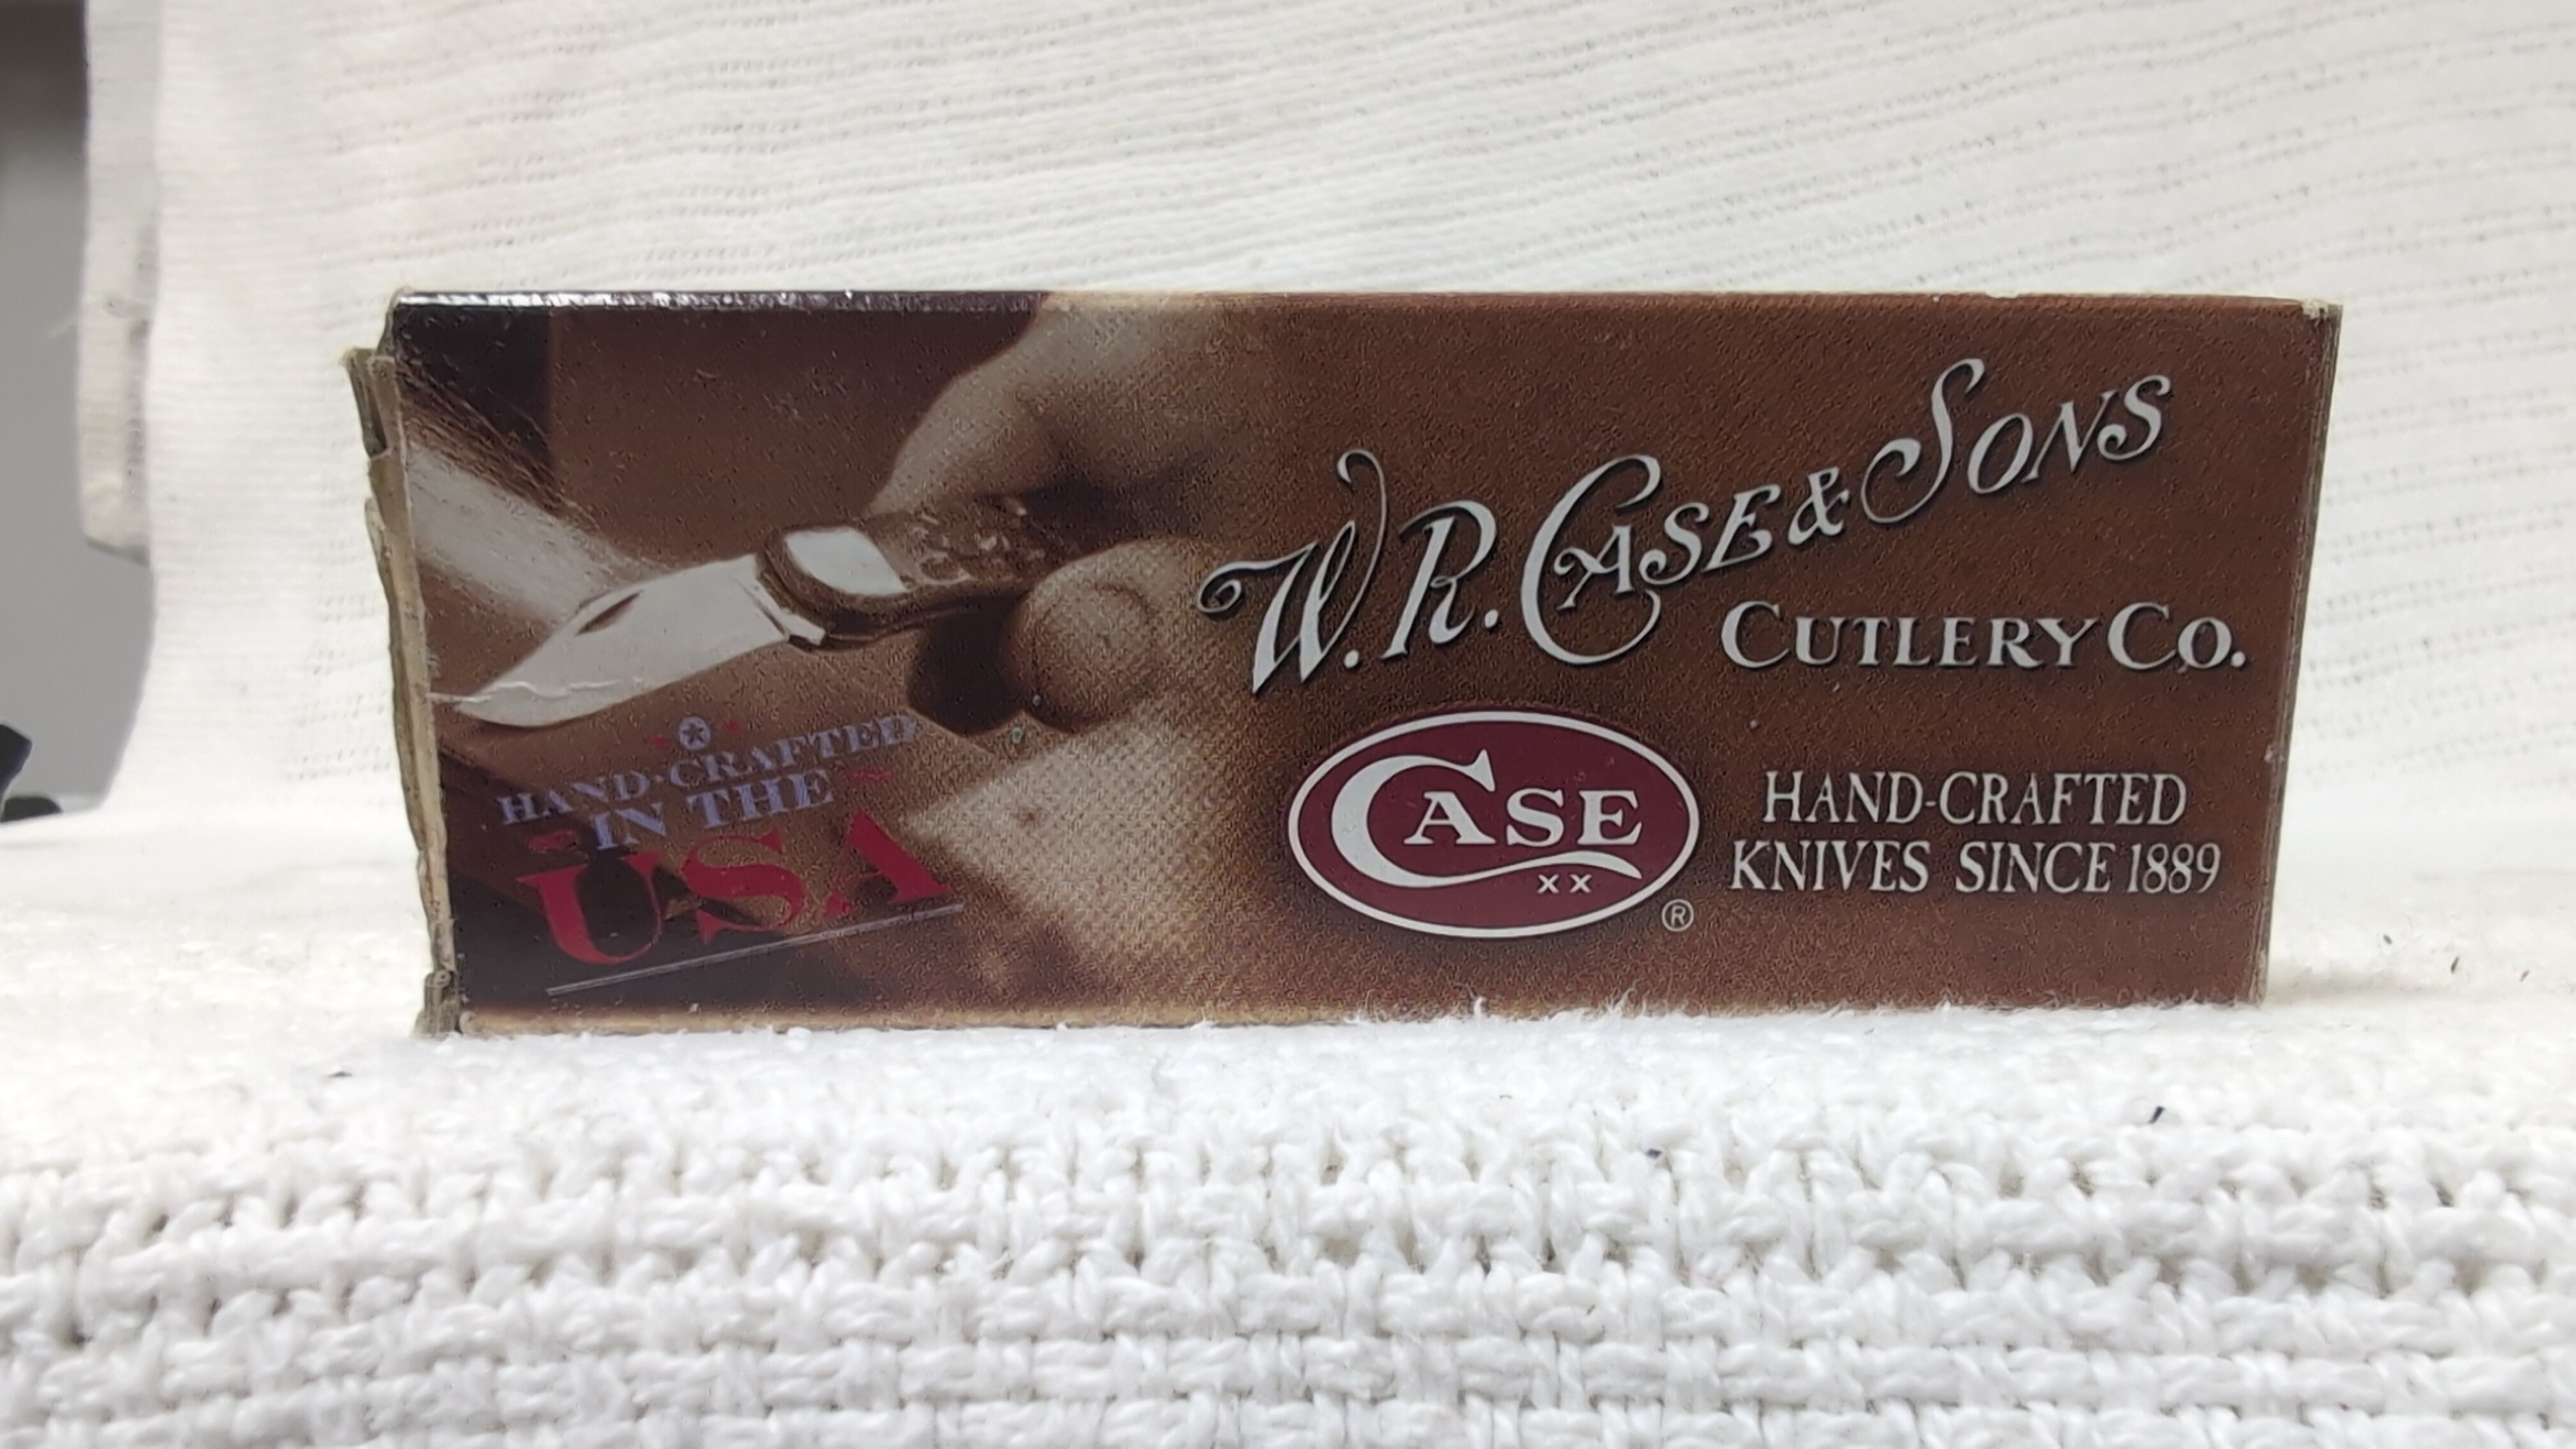 W.R. CASE & SONS
CUTLERY CO.
HAND-CRAFTED
IN THE
USA
CASE
XX
®
HAND-CRAFTED
KNIVES SINCE 1889